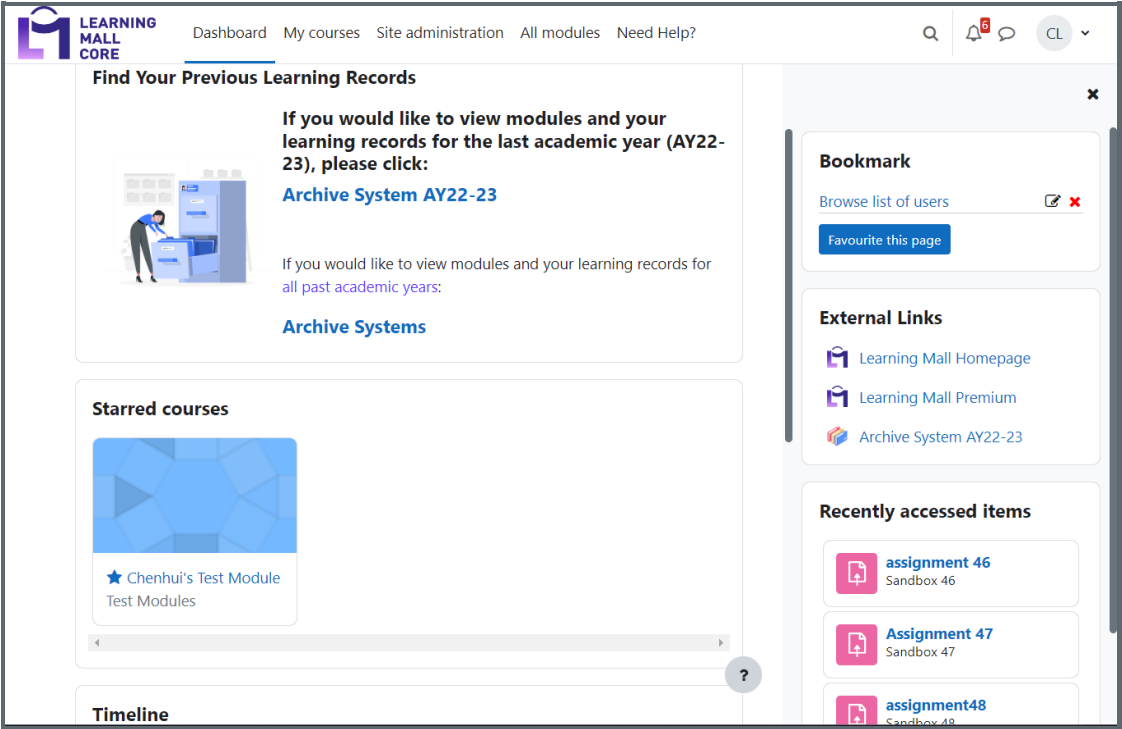 LEARNING
MALL
CORE
Dashboard
My courses
Site administration
All modules
Need Help?
6
CL
Find Your Previous Learning Records
If you would like to view modules and your
learning records for the last academic year (AY22-
23), please click:
Archive System AY22-23
If you would like to view modules and your learning records for
all past academic years:
Archive Systems
Starred courses
Chenhui's Test Module
Test Modules
?
Timeline
Bookmark
Browse list of users
Favourite this page
External Links
Learning Mall Homepage
Learning Mall Premium
Archive System AY22-23
Recently accessed items
assignment 46
Sandbox 46
Assignment 47
Sandbox 47
assignment48
Sandbox 48